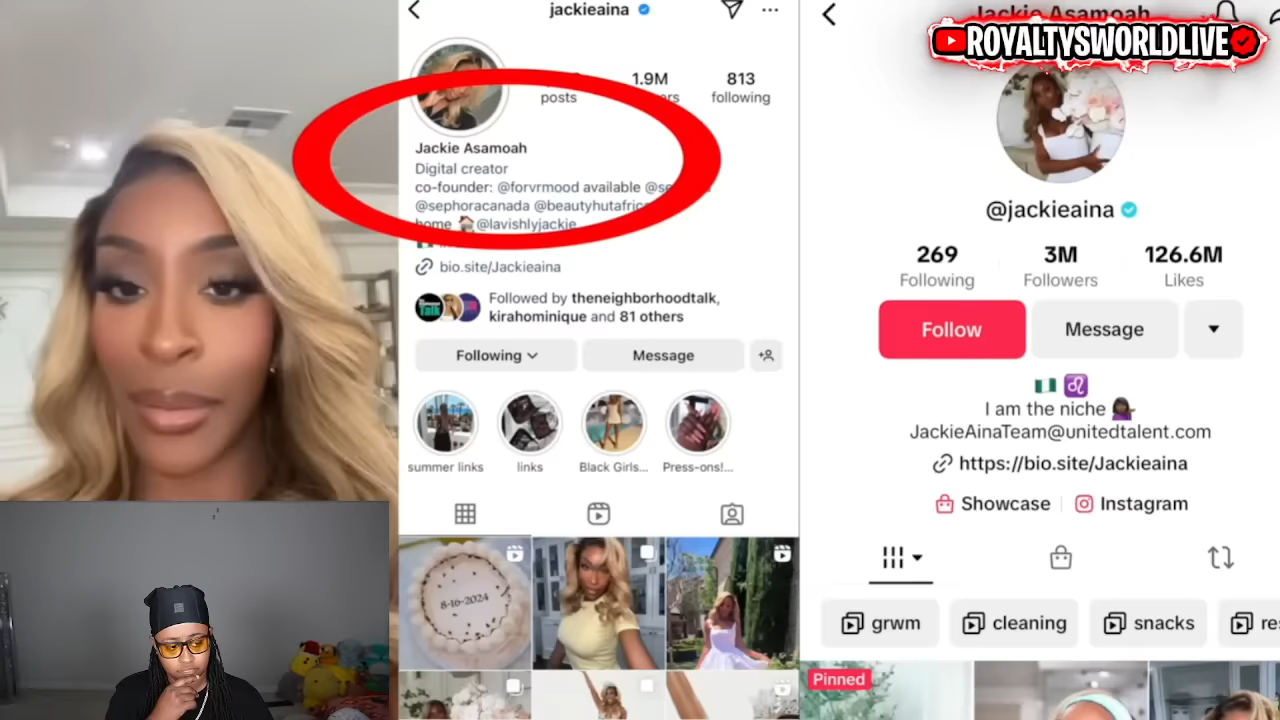 jackieaina
posts
1.9M
813
following
Jackie Asamoah
Digital creator
co-founder: @forvrmood available
@sephoracanada
home 🏠@lavishlyjackie
bio.site/Jackieaina
Followed by theneighborhoodtalk,
kirahominique and 81 others
Following
Message
summer links
links
Black Girls...
Press-ons!...
8-16-2024
Jackie Asamoah
ROYALTYSWORLDLIVE
@jackieaina
269
Following
3M
Followers
126.6M
Likes
Follow
Message
I am the niche
JackieAinaTeam@unitedtalent.com
https://bio.site/Jackieaina
Showcase
Instagram
grwm
cleaning
snacks
Pinned